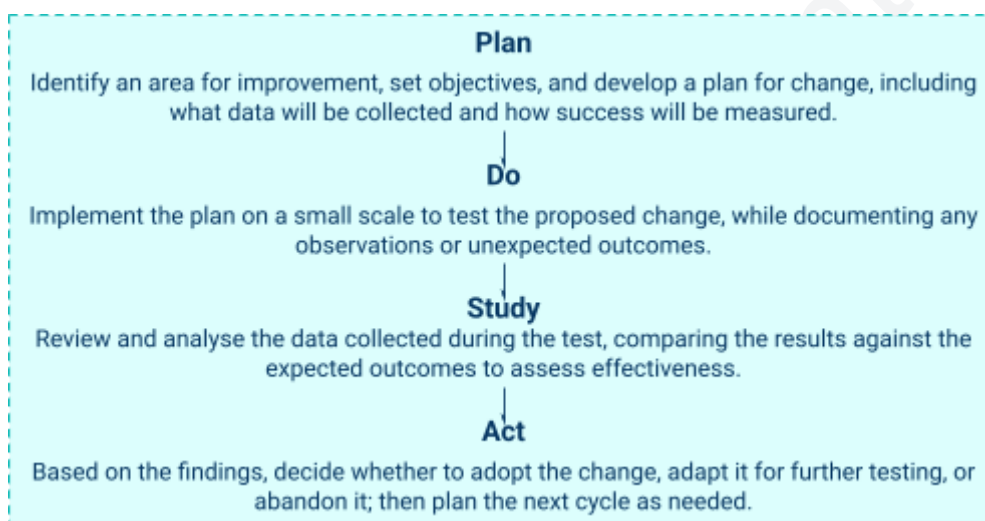 Plan
Identify an area for improvement, set objectives, and develop a plan for change, including
what data will be collected and how success will be measured.
Do
Implement the plan on a small scale to test the proposed change, while documenting any
observations or unexpected outcomes.
Study
Review and analyse the data collected during the test, comparing the results against the
expected outcomes to assess effectiveness.
Act
Based on the findings, decide whether to adopt the change, adapt it for further testing, or
abandon it; then plan the next cycle as needed.